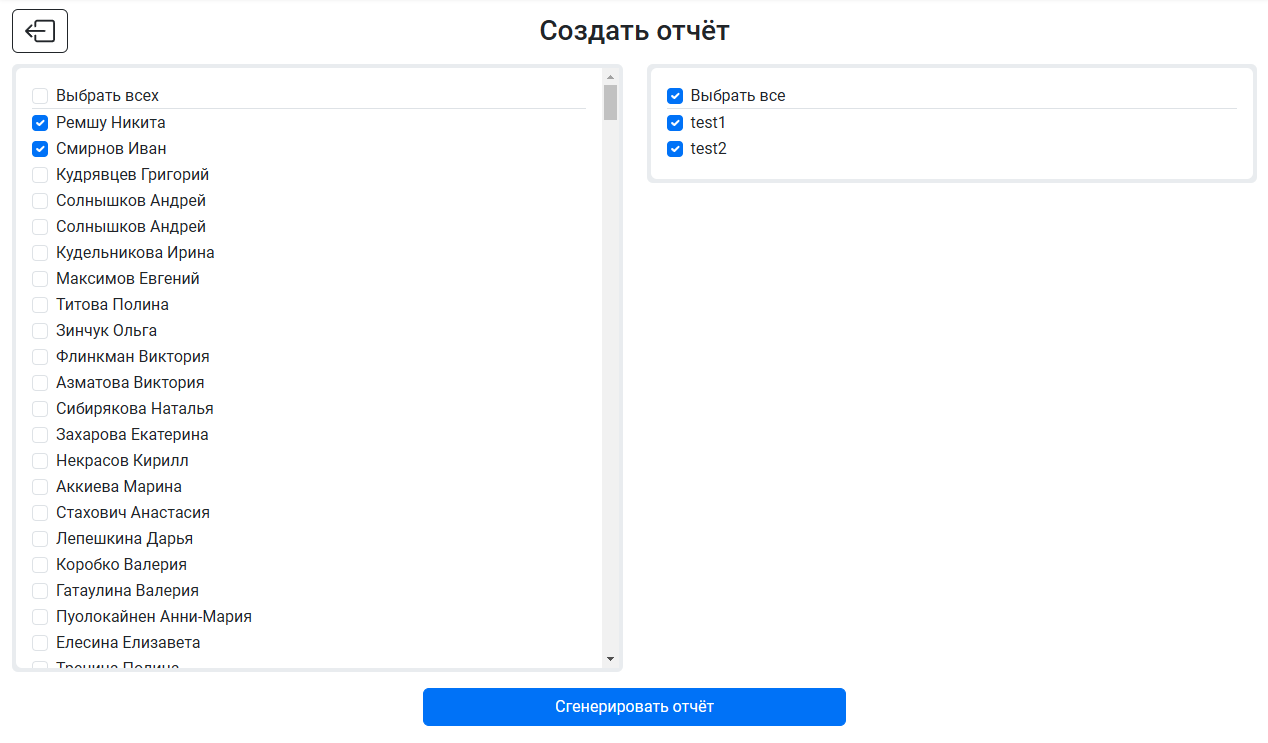 Создать отчёт
Выбрать всех
Ремшу Никита
Смирнов Иван
Кудрявцев Григорий
Солнышков Андрей
Солнышков Андрей
Кудельникова Ирина
Максимов Евгений
Титова Полина
Зинчук Ольга
Флинкман Виктория
Азматова Виктория
Сибирякова Наталья
Захарова Екатерина
Некрасов Кирилл
Аккиева Марина
Стахович Анастасия
Лепешкина Дарья
Коробко Валерия
Гатаулина Валерия
Пуолокайнен Анни-Мария
Елесина Елизавета
Полина
Выбрать все
test1
test2
Сгенерировать отчёт